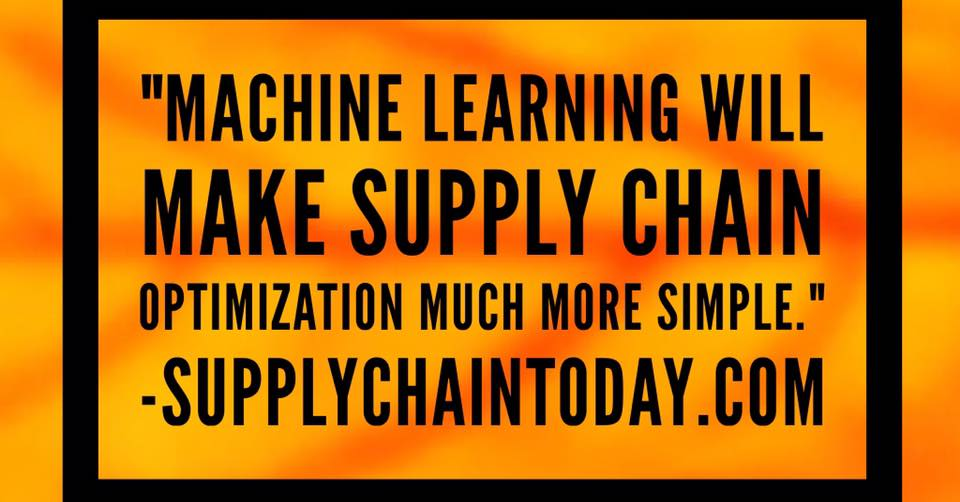 "MACHINE LEARNING WILL
MAKE SUPPLY CHAIN
OPTIMIZATION MUCH MORE SIMPLE."
-SUPPLYCHAINTODAY.COM